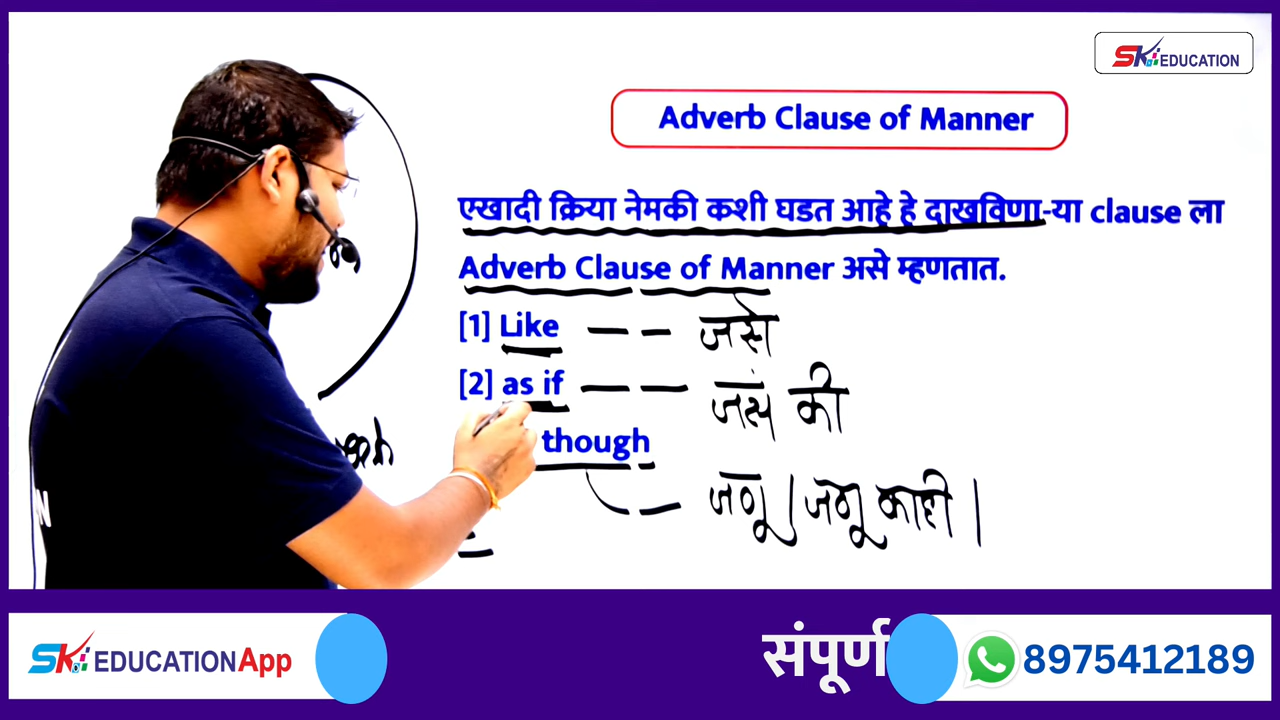 SK EDUCATION
Adverb Clause of Manner
एखादी क्रिया नेमकी कशी घडत आहे हे दाखविणा-या clause ला
Adverb Clause of Manner असे म्हणतात.
[1] Like — — जसे
[2] as if — — जसं की
though
— जणू / जणू काही |
SK EDUCATION App
संपूर्ण
8975412189